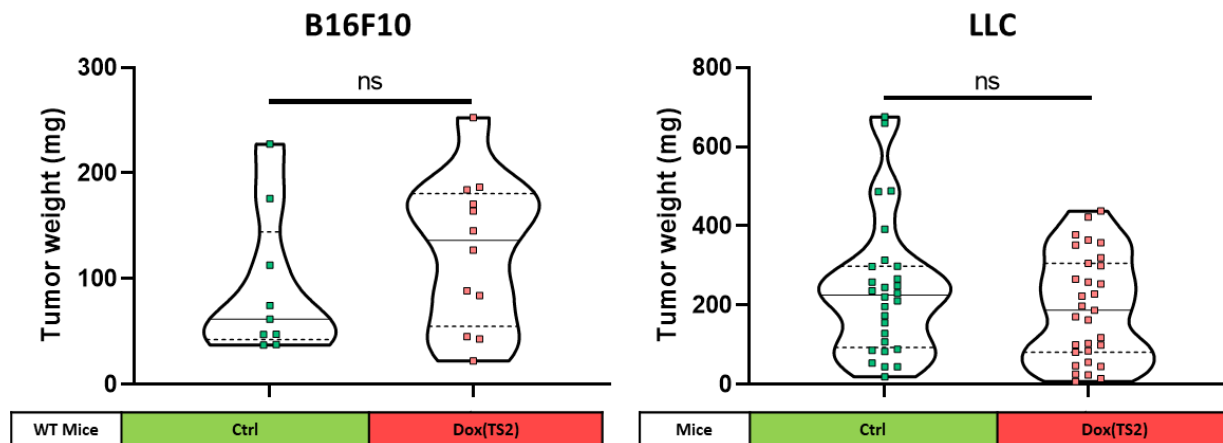 B16F10
300
200
100
0
Tumor weight (mg)
ns
WT Mice Ctrl Dox(TS2)
LLC
800
600
400
200
0
Tumor weight (mg)
ns
Mice Ctrl Dox(TS2)